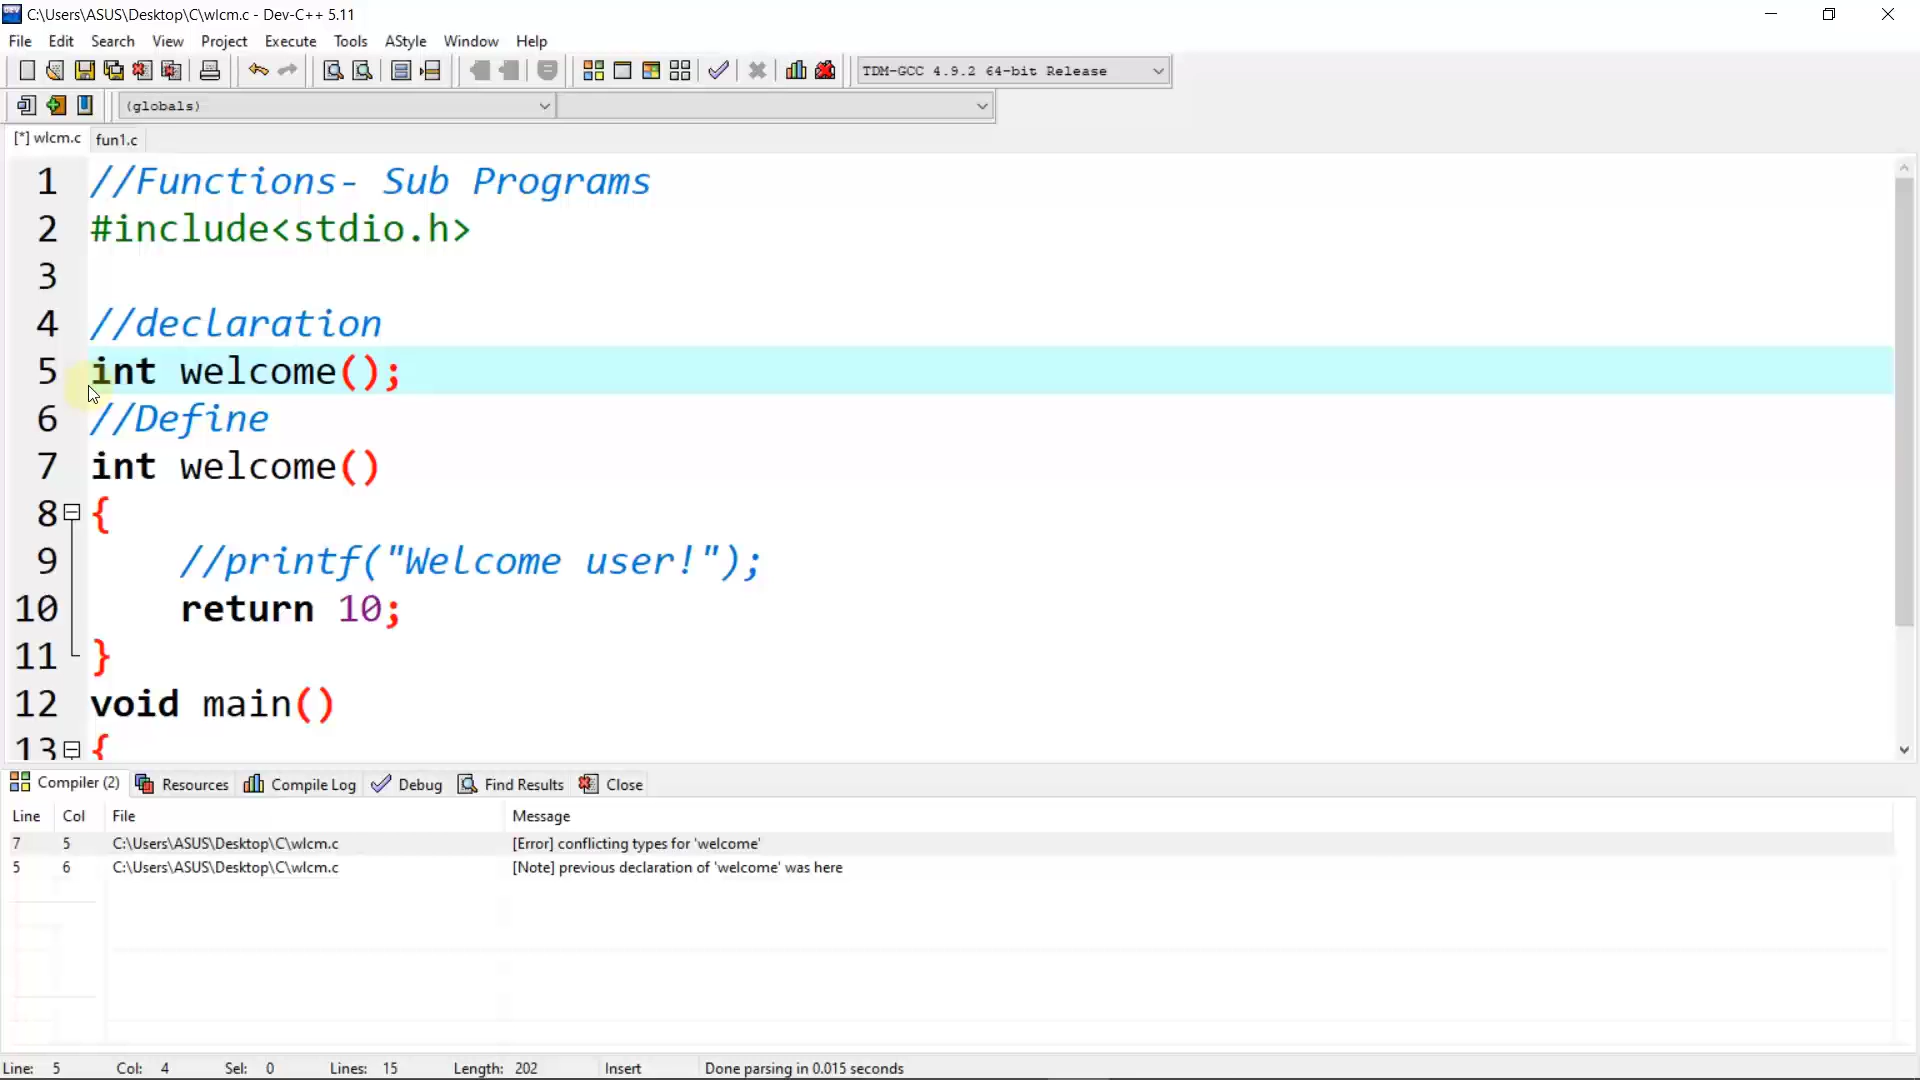 C:\Users\ASUS\Desktop\C\wlcm.c - Dev-C++ 5.11
File Edit Search View Project Execute Tools AStyle Window Help
TDM-GCC 4.9.2 64-bit Release
(globals)
[*] wlcm.c fun1.c
1 //Functions- Sub Programs
2 #include<stdio.h>
3
4 //declaration
5 int welcome();
6 //Define
7 int welcome()
8 {
9 //printf("Welcome user!");
10 return 10;
11 }
12 void main()
13 {
Compiler (2) Resources Compile Log Debug Find Results Close
Line Col File Message
7 5 C:\Users\ASUS\Desktop\C\wlcm.c [Error] conflicting types for 'welcome'
5 6 C:\Users\ASUS\Desktop\C\wlcm.c [Note] previous declaration of 'welcome' was here
Line: 5 Col: 4 Sel: 0 Lines: 15 Length: 202 Insert Done parsing in 0.015 seconds